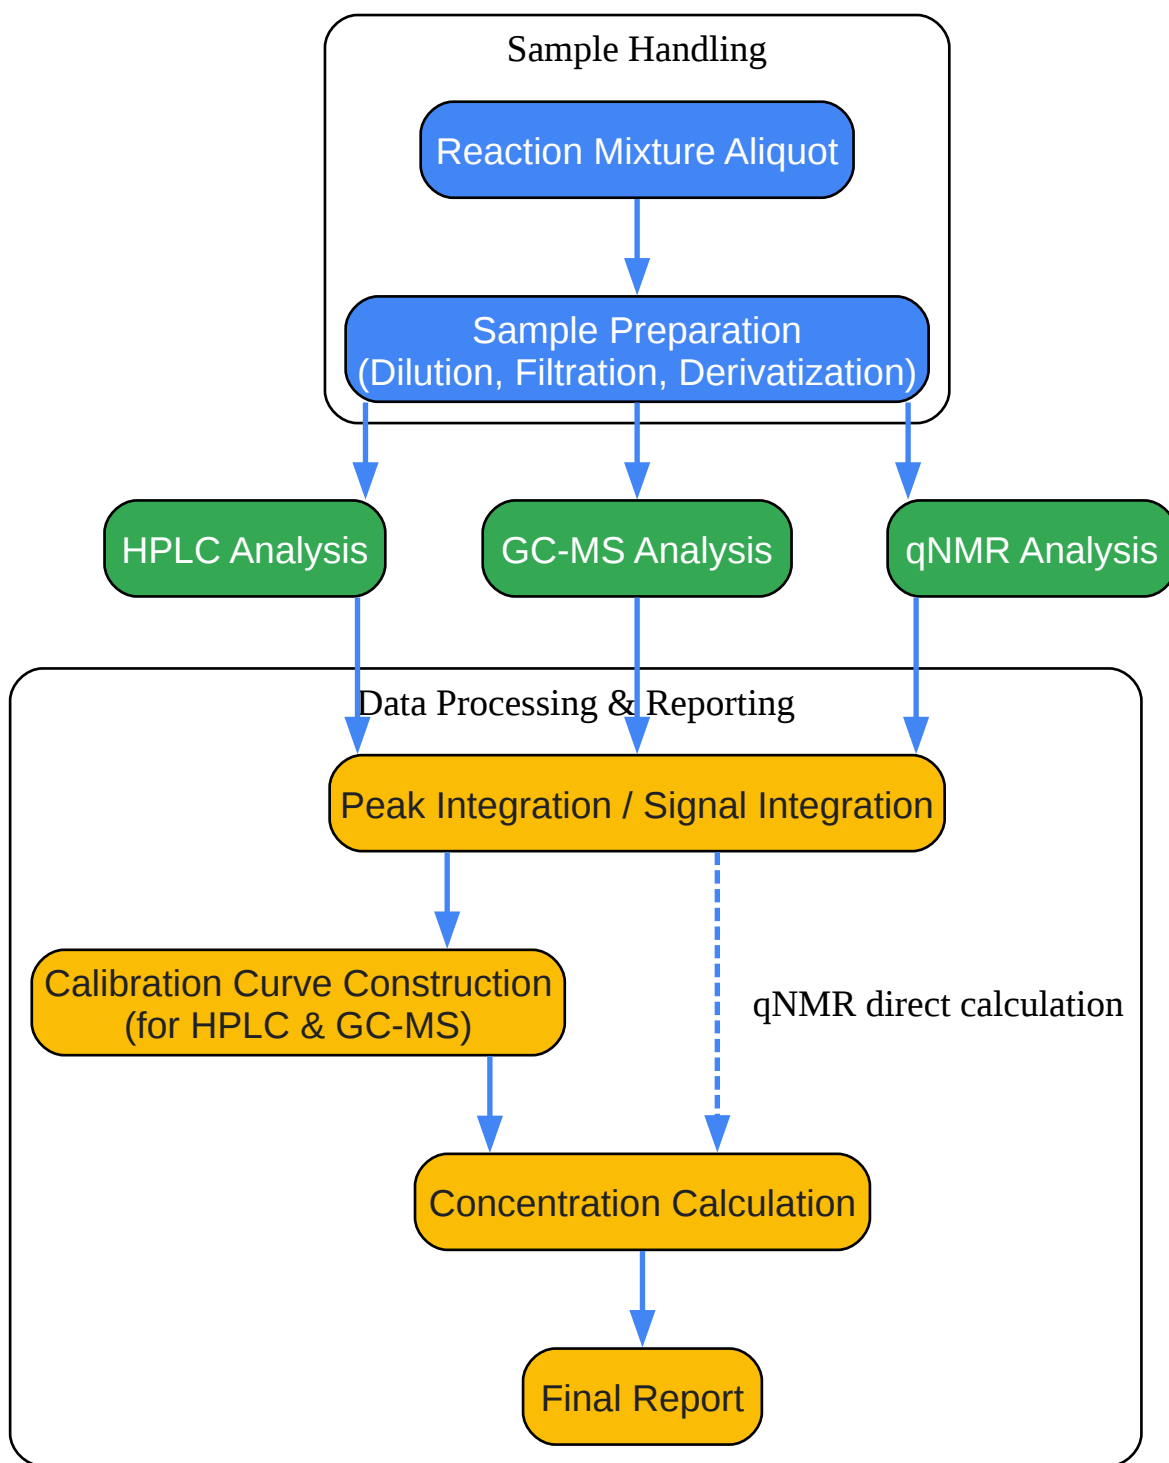 Sample Handling
Reaction Mixture Aliquot
Sample Preparation
(Dilution, Filtration, Derivatization)
HPLC Analysis
GC-MS Analysis
qNMR Analysis
Data Processing & Reporting
Peak Integration / Signal Integration
Calibration Curve Construction
(for HPLC & GC-MS)
qNMR direct calculation
Concentration Calculation
Final Report